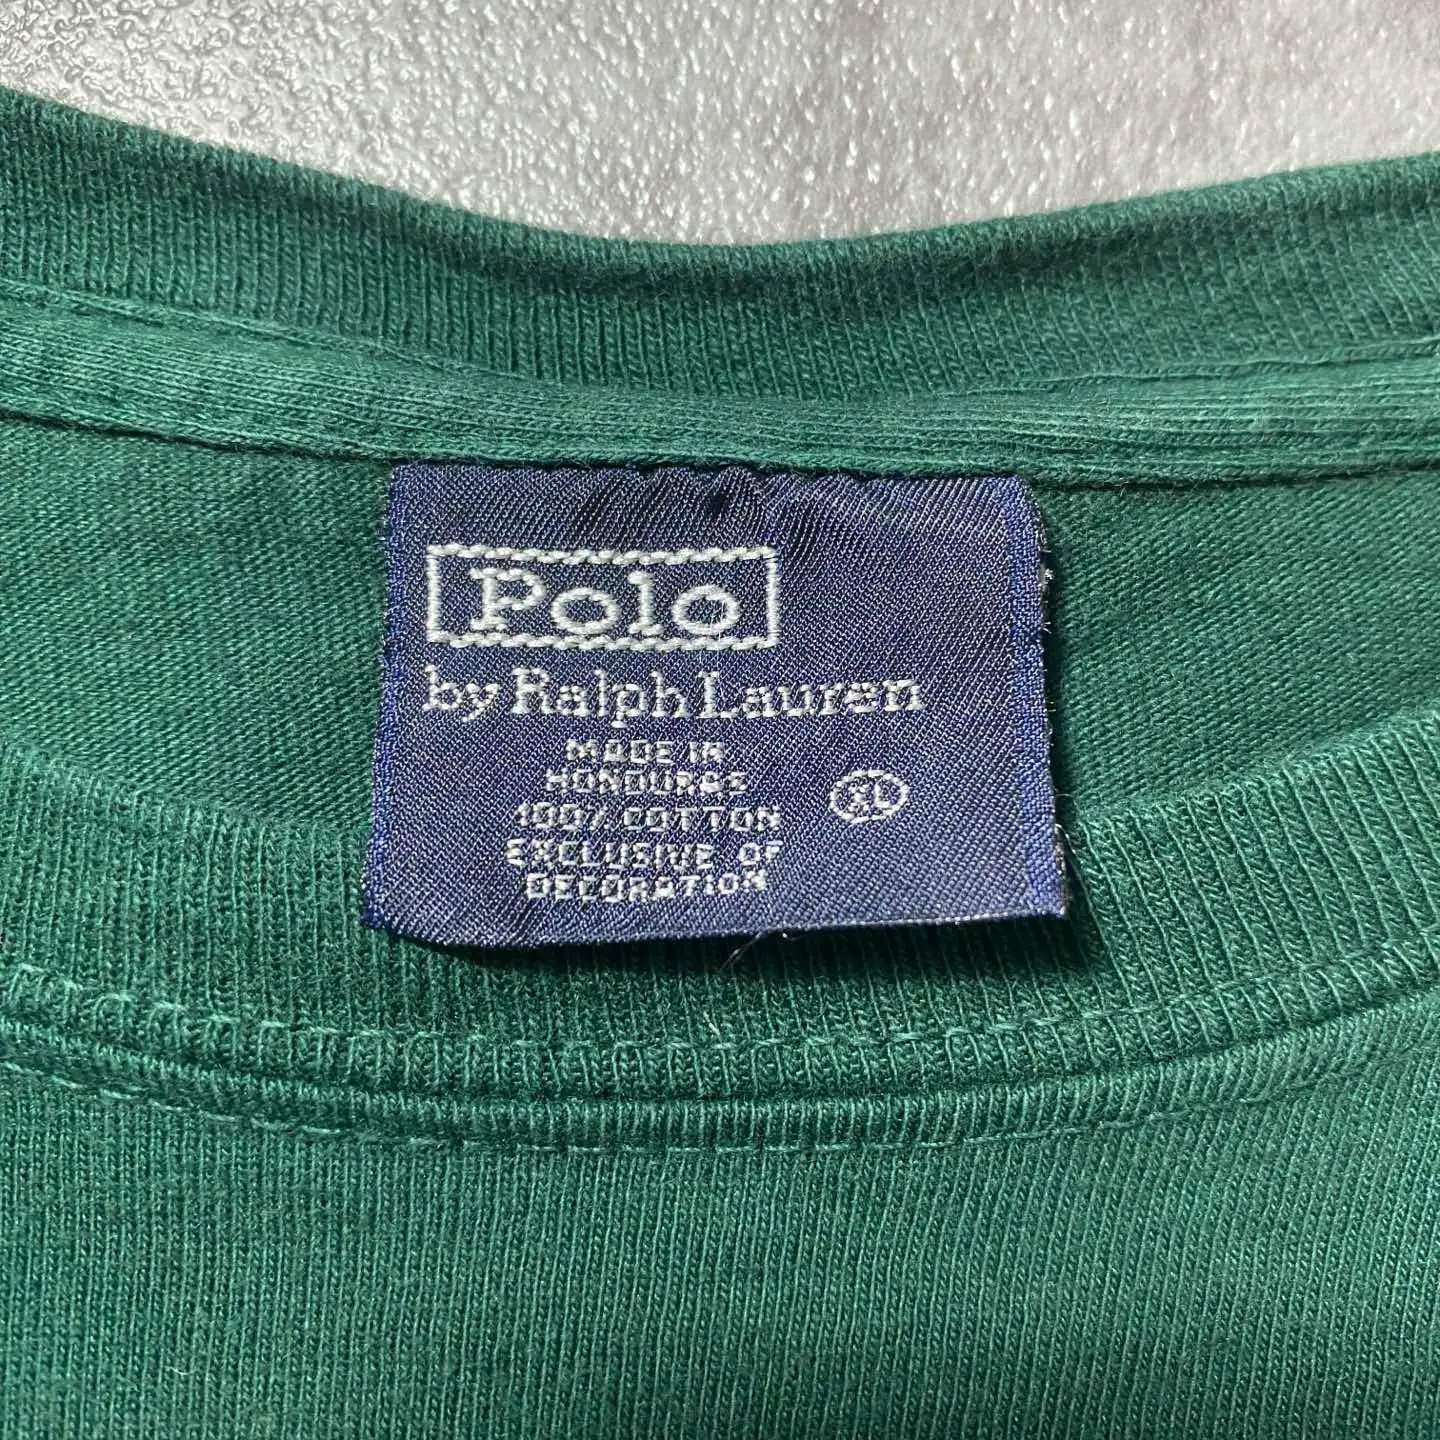 Polo
by Ralph Lauren
MADE IN
HONDURAS
XL
100% COTTON
EXCLUSIVE OF
DECORATION